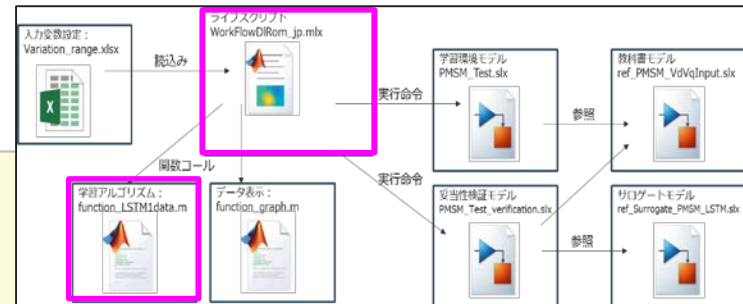 ライブスクリプト
WorkFlowDlRom_jp.mlx
入力変数設定：
Variation_range.xlsx
読込み
学習環境モデル
PMSM_Test.slx
教科書モデル
ref_PMSM_VdVqInput.slx
実行命令
参照
関数コール
実行命令
学習アルゴリズム：
function_LSTM1data.m
データ表示：
function_graph.m
妥当性検証モデル
PMSM_Test_verification.slx
参照
サロゲートモデル
ref_Surrogate_PMSM_LSTM.slx